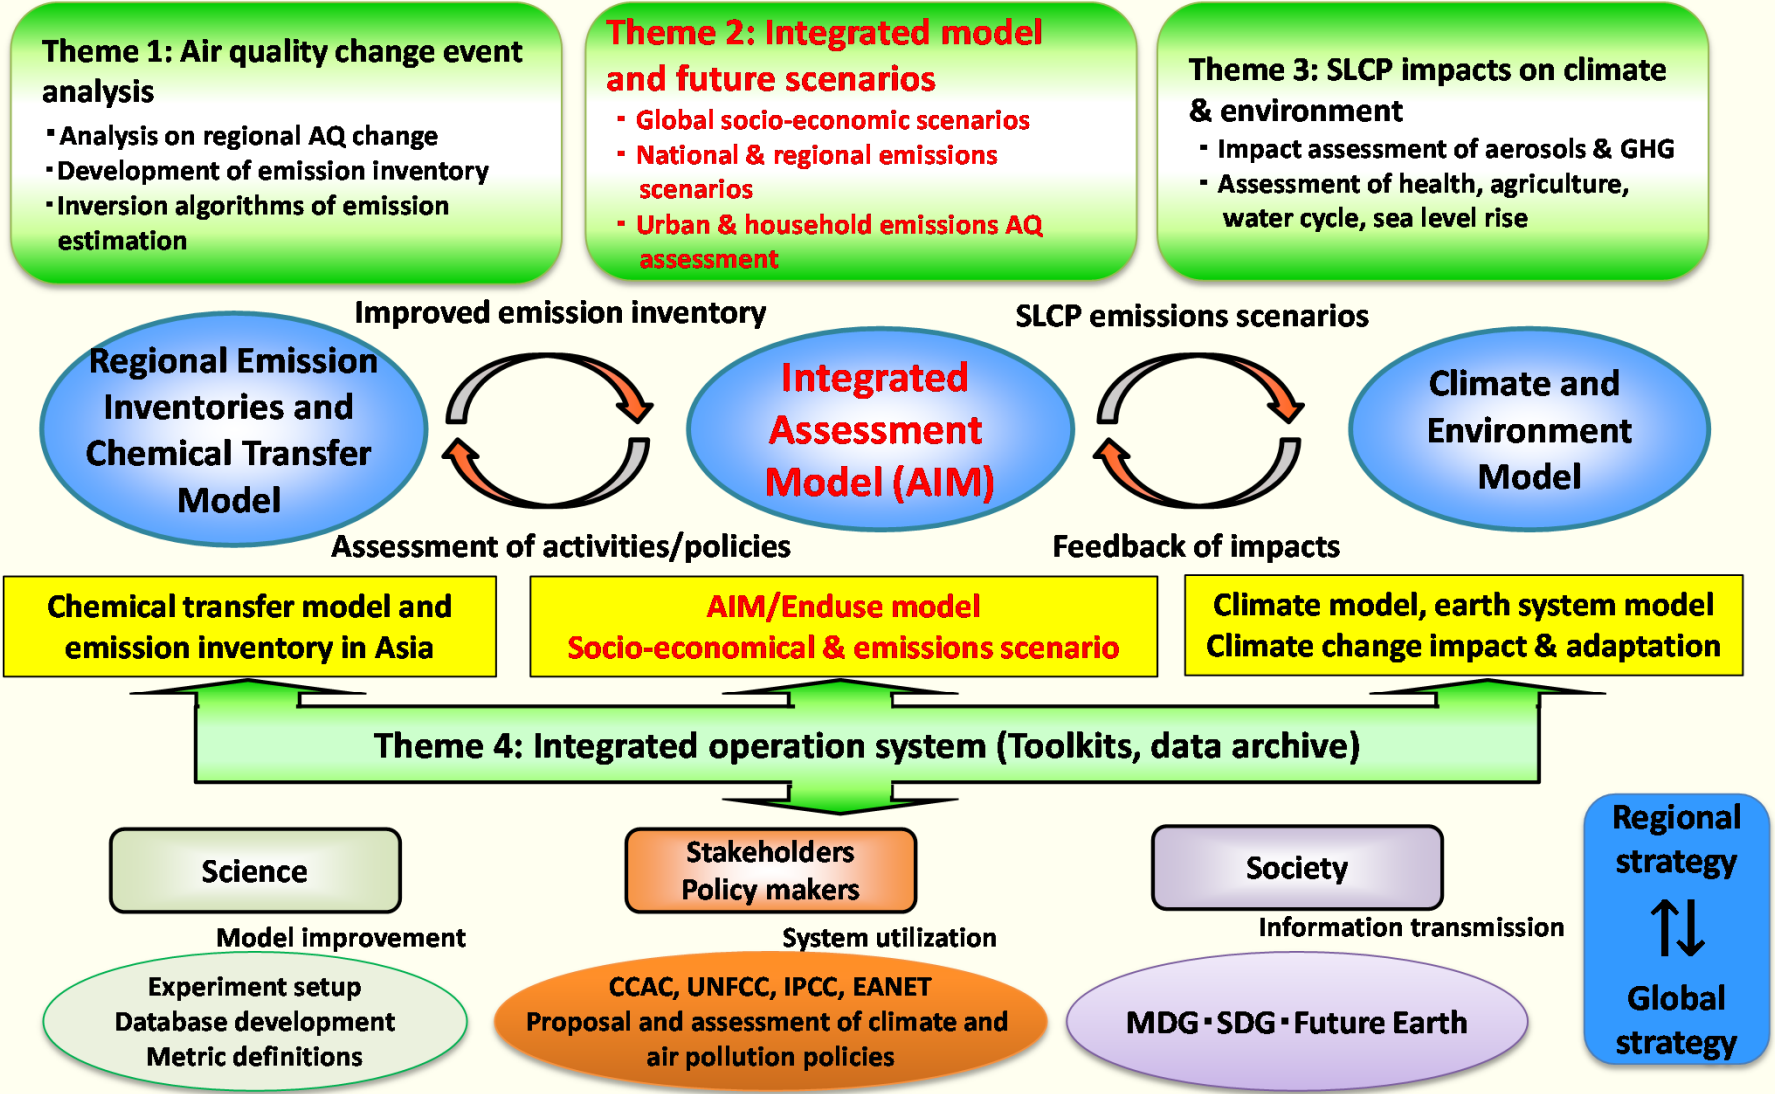 Theme 1: Air quality change event
analysis
・Analysis on regional AQ change
・Development of emission inventory
・Inversion algorithms of emission
estimation
Theme 2: Integrated model
and future scenarios
・Global socio-economic scenarios
・National & regional emissions
scenarios
・Urban & household emissions AQ
assessment
Theme 3: SLCP impacts on climate
& environment
・Impact assessment of aerosols & GHG
・Assessment of health, agriculture,
water cycle, sea level rise
Improved emission inventory
SLCP emissions scenarios
Regional Emission
Inventories and
Chemical Transfer
Model
Integrated
Assessment
Model (AIM)
Climate and
Environment
Model
Assessment of activities/policies
Feedback of impacts
Chemical transfer model and
emission inventory in Asia
AIM/Enduse model
Socio-economical & emissions scenario
Climate model, earth system model
Climate change impact & adaptation
Theme 4: Integrated operation system (Toolkits, data archive)
Science
Stakeholders
Policy makers
Society
Model improvement
System utilization
Information transmission
Experiment setup
Database development
Metric definitions
CCAC, UNFCC, IPCC, EANET
Proposal and assessment of climate and
air pollution policies
MDG・SDG・Future Earth
Regional
strategy
Global
strategy